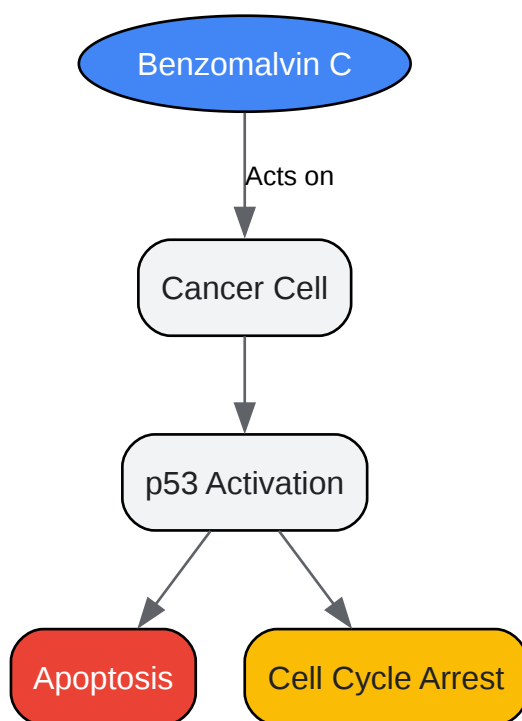 Benzomalvin C
Acts on
Cancer Cell
p53 Activation
Apoptosis
Cell Cycle Arrest